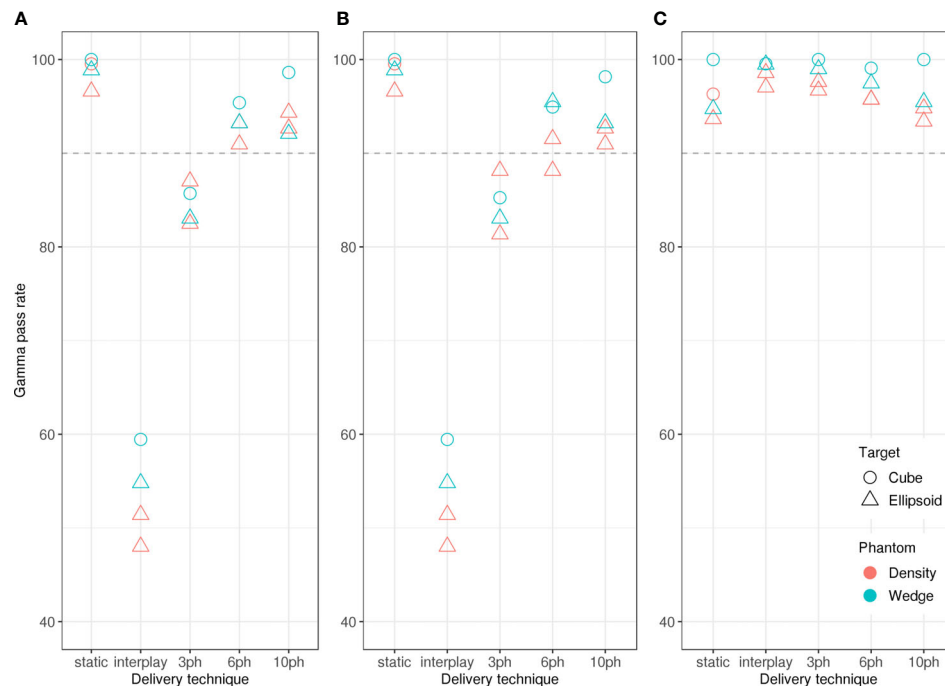 A
B
C
Gamma pass rate
100
80
60
40
static interplay 3ph 6ph 10ph
Delivery technique
100
80
60
40
static interplay 3ph 6ph 10ph
Delivery technique
100
80
60
40
static interplay 3ph 6ph 10ph
Delivery technique
Target
Cube
Ellipsoid
Phantom
Density
Wedge